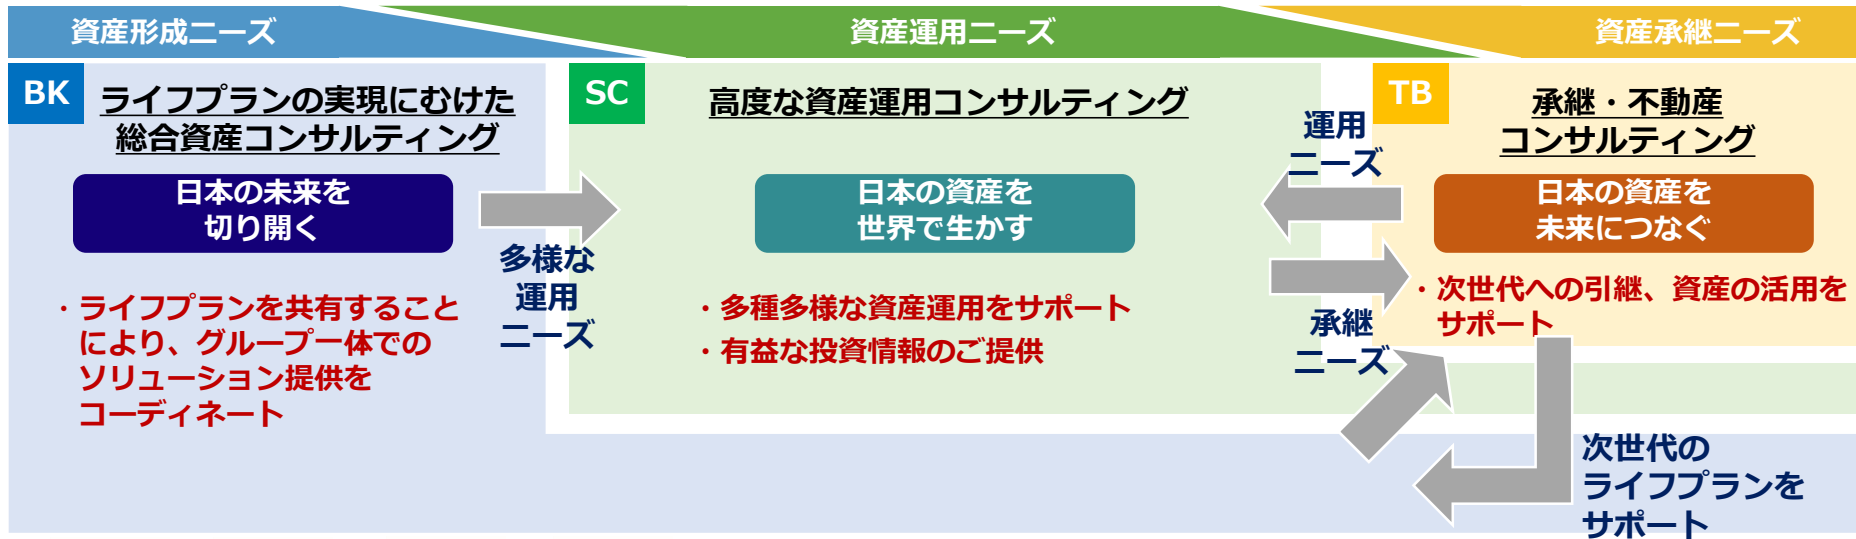 資産形成ニーズ
資産運用ニーズ
資産承継ニーズ
BK
ライフプランの実現にむけた
総合資産コンサルティング
日本の未来を
切り開く
・ライフプランを共有すること
により、グループ一体での
ソリューション提供を
コーディネート
多様な
運用
ニーズ
SC
高度な資産運用コンサルティング
日本の資産を
世界で生かす
・多種多様な資産運用をサポート
・有益な投資情報のご提供
運用
ニーズ
承継
ニーズ
TB
承継・不動産
コンサルティング
日本の資産を
未来につなぐ
・次世代への引継、資産の活用を
サポート
次世代の
ライフプランを
サポート